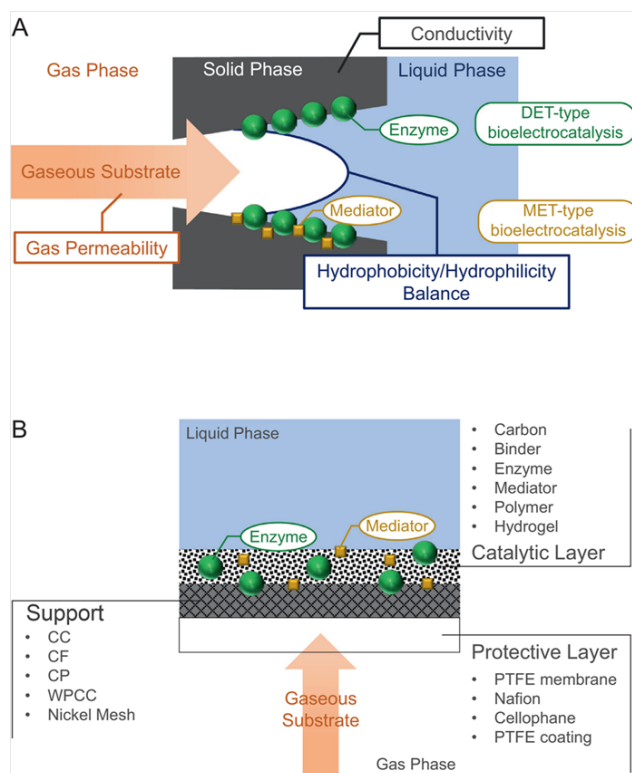 A
Conductivity
Gas Phase
Solid Phase
Liquid Phase
Enzyme
DET-type
bioelectrocatalysis
Gaseous Substrate
Mediator
MET-type
bioelectrocatalysis
Gas Permeability
Hydrophobicity/Hydrophilicity
Balance
B
Liquid Phase
• Carbon
• Binder
• Enzyme
• Mediator
• Polymer
• Hydrogel
Catalytic Layer
Enzyme
Mediator
Support
• CC
• CF
• CP
• WPCC
• Nickel Mesh
Gaseous
Substrate
Protective Layer
• PTFE membrane
• Nafion
• Cellophane
• PTFE coating
Gas Phase